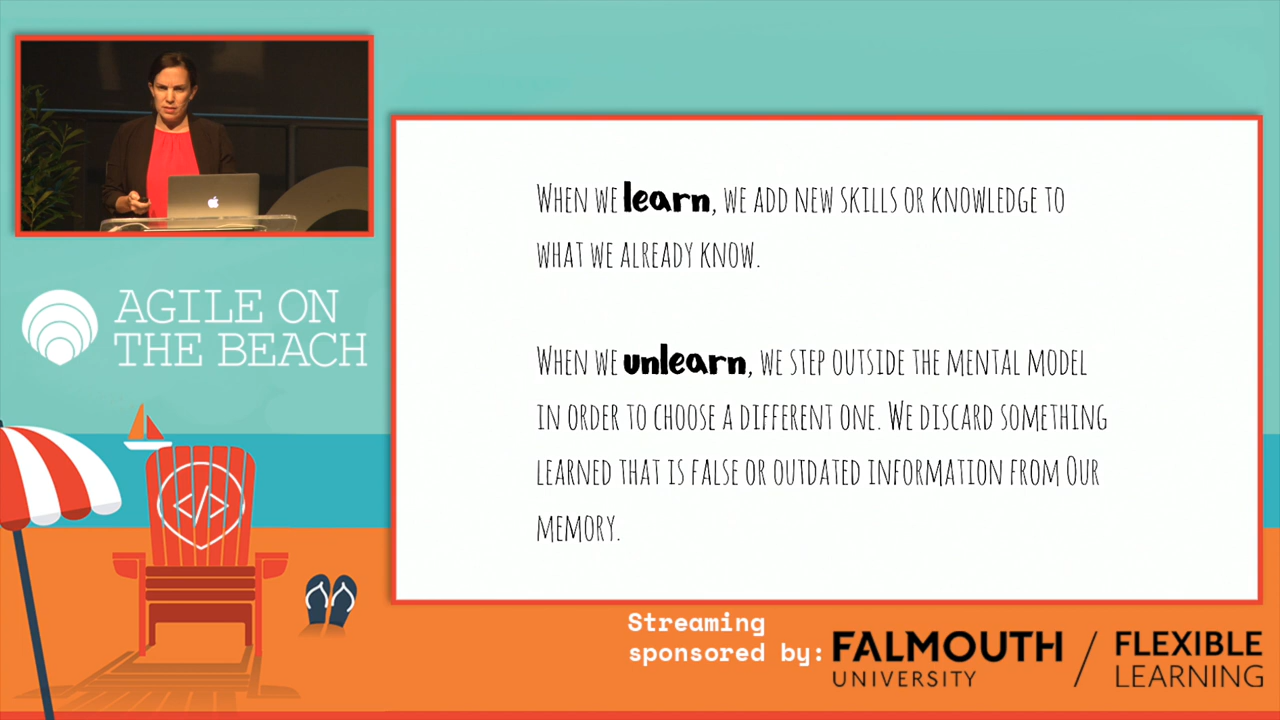 AGILE ON
THE BEACH
</>
When we learn, we add new skills or knowledge to
what we already know.
When we unlearn, we step outside the mental model
in order to choose a different one. We discard something
learned that is false or outdated information from Our
memory.
Streaming
sponsored by:
FALMOUTH
UNIVERSITY
/
FLEXIBLE
LEARNING